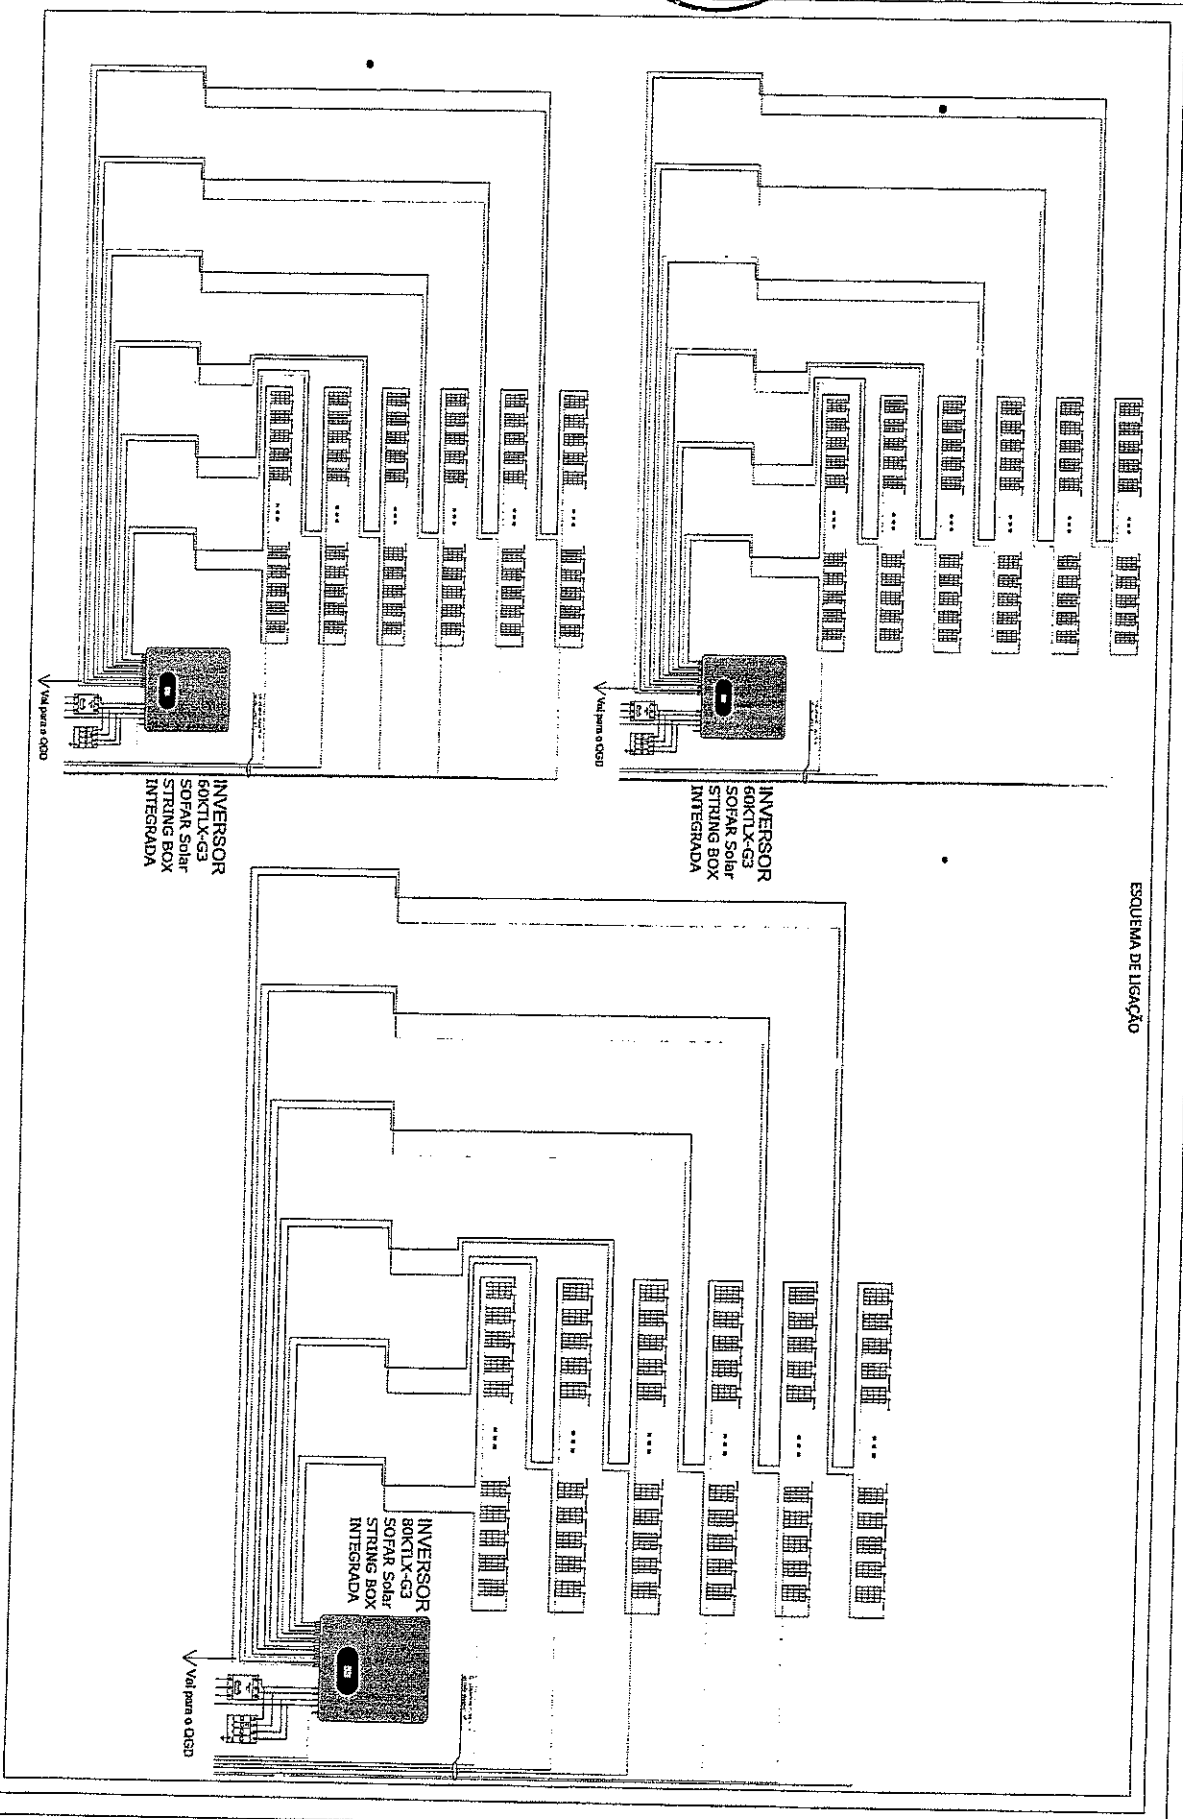 ESQUEMA DE LIGAÇÃO
INVERSOR
60KTLX-G3
SOFAR Solar
STRING BOX
INTEGRADA
Vai para o QGD
INVERSOR
60KTLX-G3
SOFAR Solar
STRING BOX
INTEGRADA
Vai para o QGD
INVERSOR
80KTLX-G3
SOFAR Solar
STRING BOX
INTEGRADA
Vai para o QGD